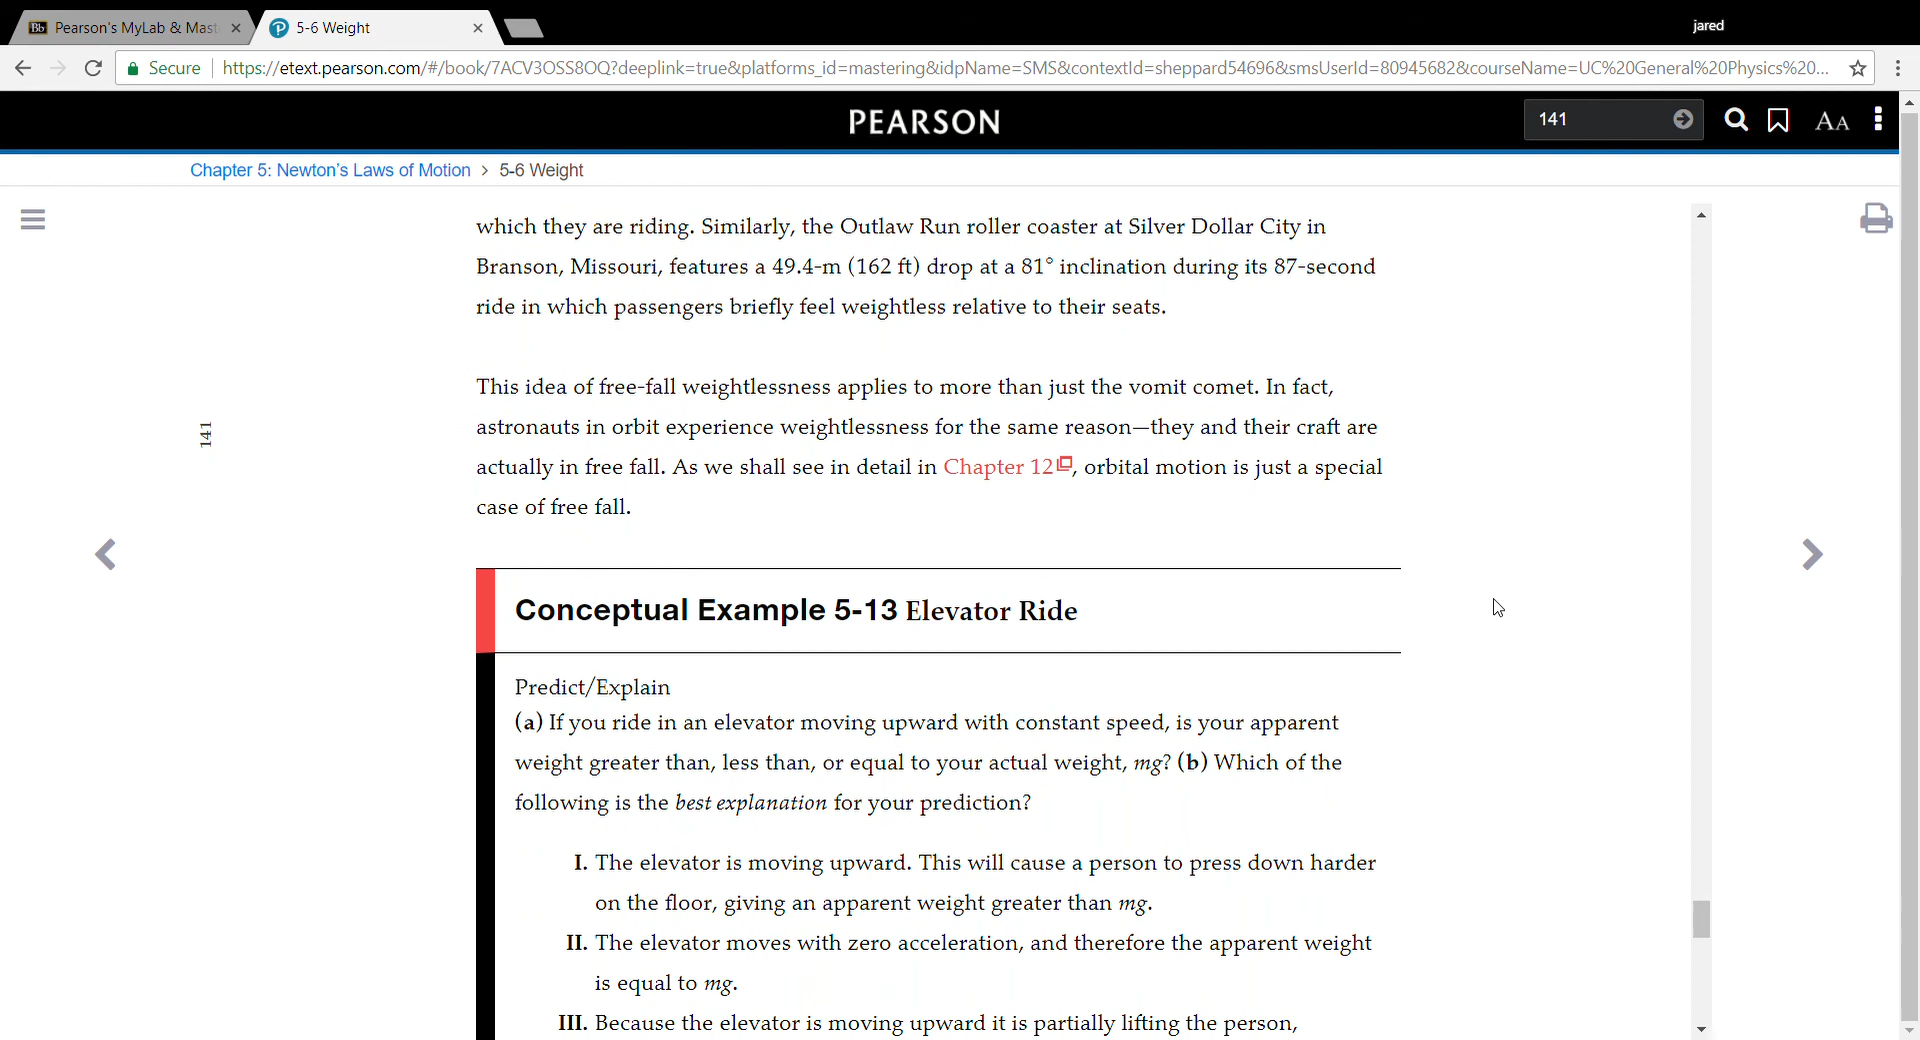 jared
Pearson's MyLab & Mast
5-6 Weight
Secure
https://etext.pearson.com/#/book/7ACV3OSS8OQ?deeplink=true&platforms_id=mastering&idpName=SMS&contextId=sheppard54696&smsUserId=80945682&courseName=UC%20General%20Physics%20...
PEARSON
141
AA
Chapter 5: Newton's Laws of Motion > 5-6 Weight
which they are riding. Similarly, the Outlaw Run roller coaster at Silver Dollar City in
Branson, Missouri, features a 49.4-m (162 ft) drop at a 81° inclination during its 87-second
ride in which passengers briefly feel weightless relative to their seats.
This idea of free-fall weightlessness applies to more than just the vomit comet. In fact,
astronauts in orbit experience weightlessness for the same reason—they and their craft are
141
actually in free fall. As we shall see in detail in Chapter 12, orbital motion is just a special
case of free fall.
Conceptual Example 5-13 Elevator Ride
Predict/Explain
(a) If you ride in an elevator moving upward with constant speed, is your apparent
weight greater than, less than, or equal to your actual weight, mg? (b) Which of the
following is the best explanation for your prediction?
I. The elevator is moving upward. This will cause a person to press down harder
on the floor, giving an apparent weight greater than mg.
II. The elevator moves with zero acceleration, and therefore the apparent weight
is equal to mg.
III. Because the elevator is moving upward it is partially lifting the person,